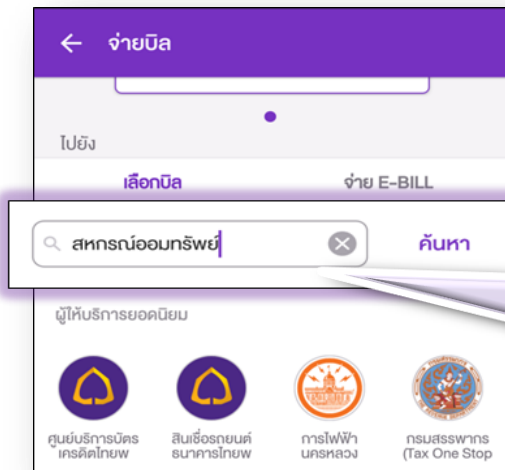 จ่ายบิล
ไปยัง
เลือกบิล
จ่าย E-BILL
สหกรณ์ออมทรัพย์
ค้นหา
ผู้ให้บริการยอดนิยม
ศูนย์บริการบัตร
เครดิตไทยพ
สินเชื่อรถยนต์
ธนาคารไทยพ
การไฟฟ้า
นครหลวง
กรมสรรพากร
(Tax One Stop